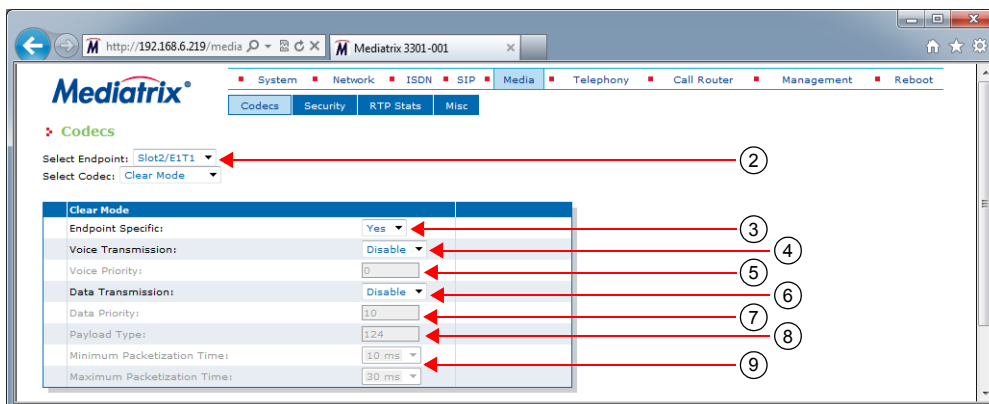 http://192.168.6.219/media
Mediatrix 3301-001
Mediatrix
System Network ISDN SIP Media Telephony Call Router Management Reboot
Codecs Security RTP Stats Misc
Codecs
Select Endpoint: Slot2/E1T1
2
Select Codec: Clear Mode
Clear Mode
Endpoint Specific: Yes
3
Voice Transmission: Disable
4
Voice Priority: 0
5
Data Transmission: Disable
6
Data Priority: 10
7
Payload Type: 124
8
Minimum Packetization Time: 10 ms
9
Maximum Packetization Time: 30 ms